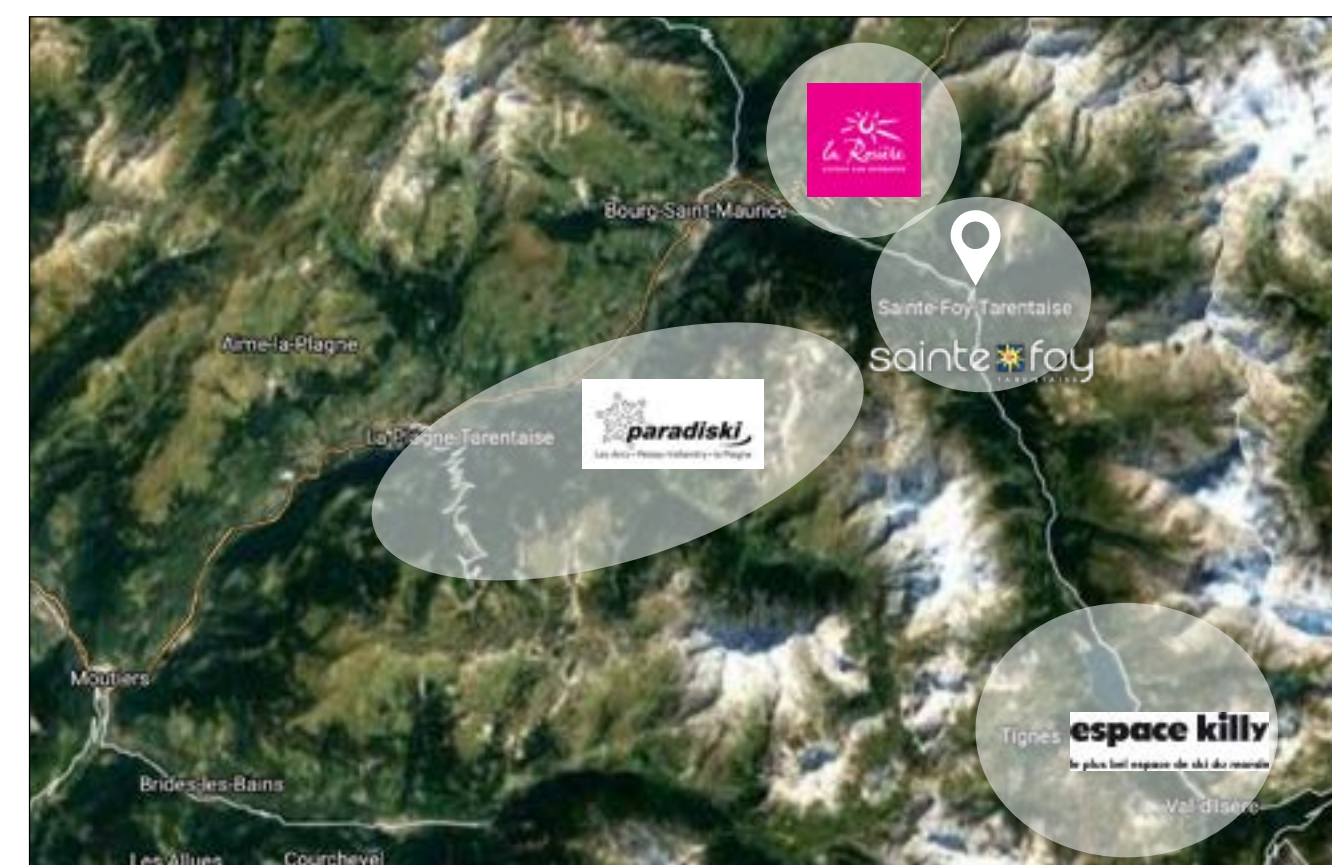 la Rosière
Bourg-Saint-Maurice
Sainte-Foy-Tarentaise
sainte foy
TARENTAISE
Aime-la-Plagne
paradiski
Les Arcs - Peisey-Vallandry - la Plagne
La Plagne-Tarentaise
Moutiers
Tignes
espace killy
le plus bel espace de ski du monde
Val-d'Isère
Brides-les-Bains
Les Allues
Courchevel